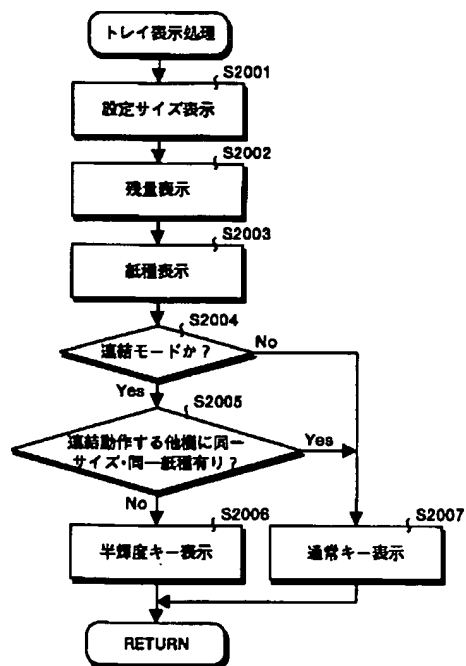 トレイ表示処理
S2001
設定サイズ表示
S2002
残量表示
S2003
紙種表示
S2004
連結モードか？
No
Yes
S2005
連結動作する他機に同一
サイズ・同一紙種有り？
Yes
No
S2006
半輝度キー表示
S2007
通常キー表示
RETURN